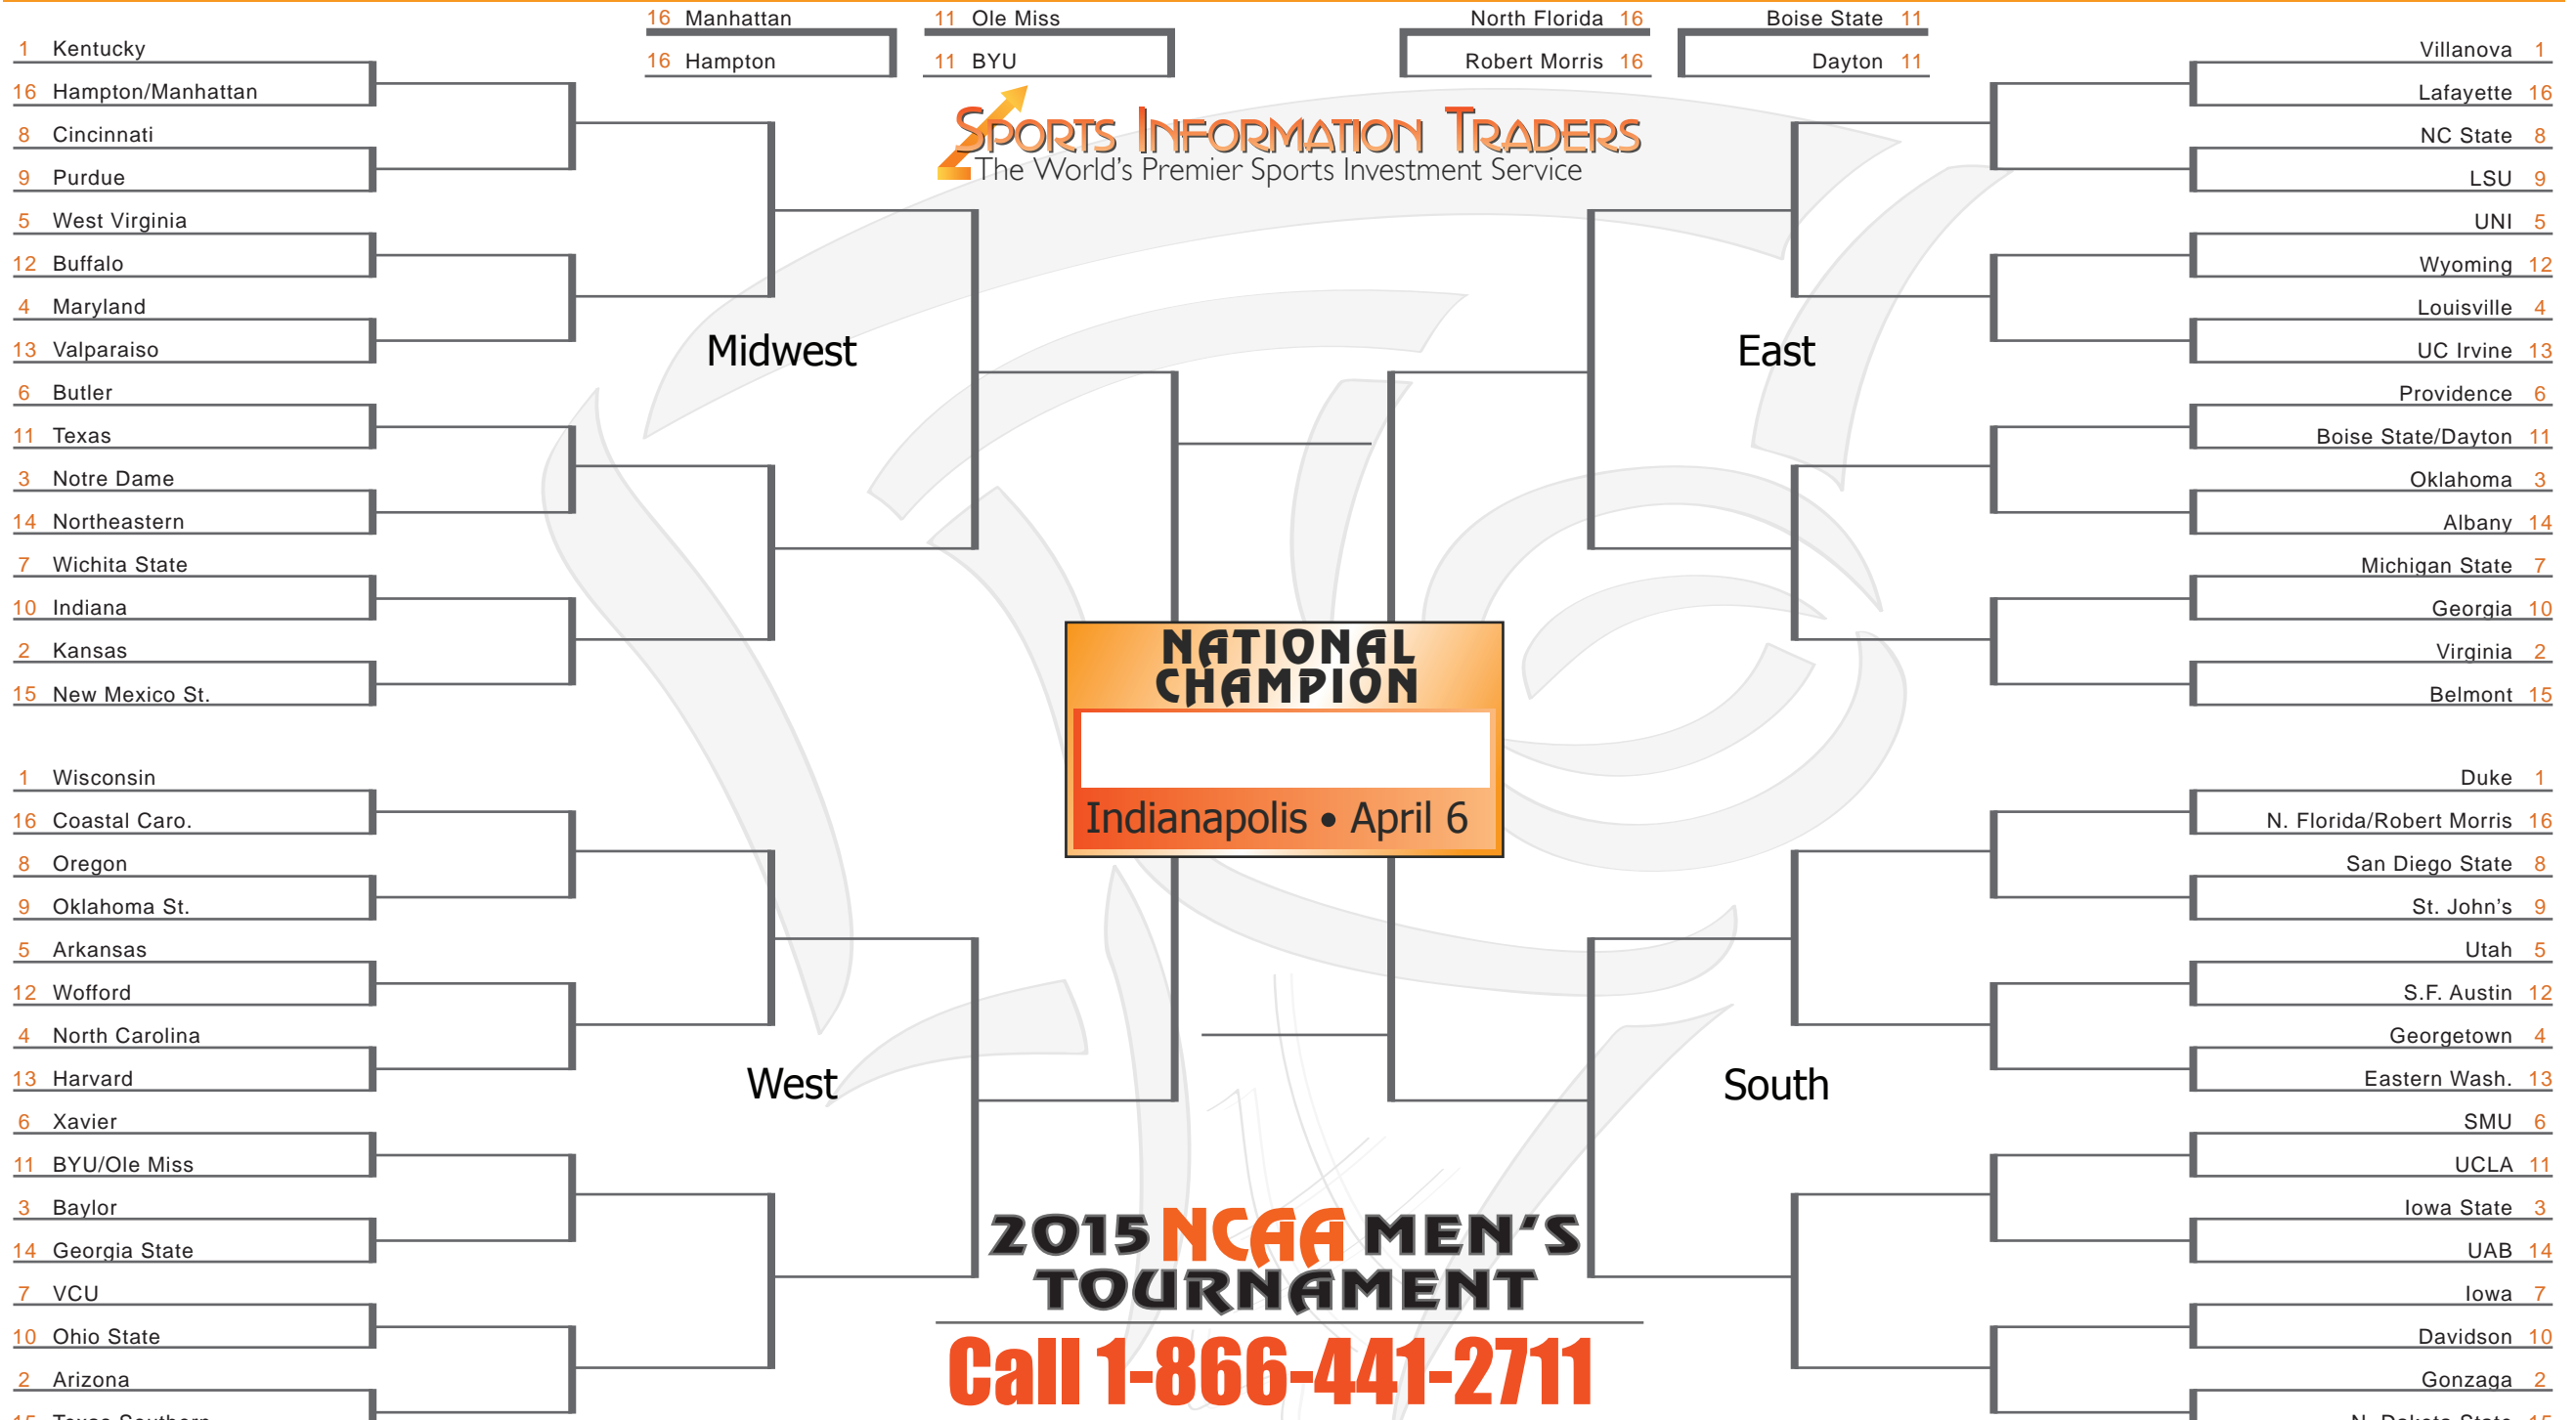 16 Manhattan
16 Hampton
11 Ole Miss
11 BYU
North Florida 16
Robert Morris 16
Boise State 11
Dayton 11
SPORTS INFORMATION TRADERS
The World's Premier Sports Investment Service
1 Kentucky
16 Hampton/Manhattan
8 Cincinnati
9 Purdue
5 West Virginia
12 Buffalo
4 Maryland
13 Valparaiso
6 Butler
11 Texas
3 Notre Dame
14 Northeastern
7 Wichita State
10 Indiana
2 Kansas
15 New Mexico St.
Midwest
1 Wisconsin
16 Coastal Caro.
8 Oregon
9 Oklahoma St.
5 Arkansas
12 Wofford
4 North Carolina
13 Harvard
6 Xavier
11 BYU/Ole Miss
3 Baylor
14 Georgia State
7 VCU
10 Ohio State
2 Arizona
15 Texas Southern
West
NATIONAL
CHAMPION
Indianapolis • April 6
Villanova 1
Lafayette 16
NC State 8
LSU 9
UNI 5
Wyoming 12
Louisville 4
UC Irvine 13
Providence 6
Boise State/Dayton 11
Oklahoma 3
Albany 14
Michigan State 7
Georgia 10
Virginia 2
Belmont 15
East
Duke 1
N. Florida/Robert Morris 16
San Diego State 8
St. John's 9
Utah 5
S.F. Austin 12
Georgetown 4
Eastern Wash. 13
SMU 6
UCLA 11
Iowa State 3
UAB 14
Iowa 7
Davidson 10
Gonzaga 2
N. Dakota State 15
South
2015 NCAA MEN'S
TOURNAMENT
Call 1-866-441-2711